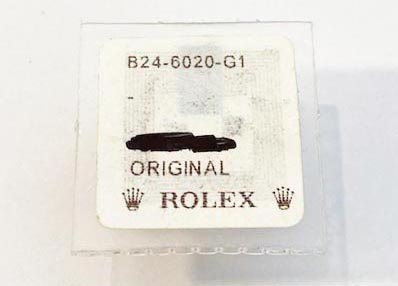 B24-6020-G1
-
ORIGINAL
ROLEX